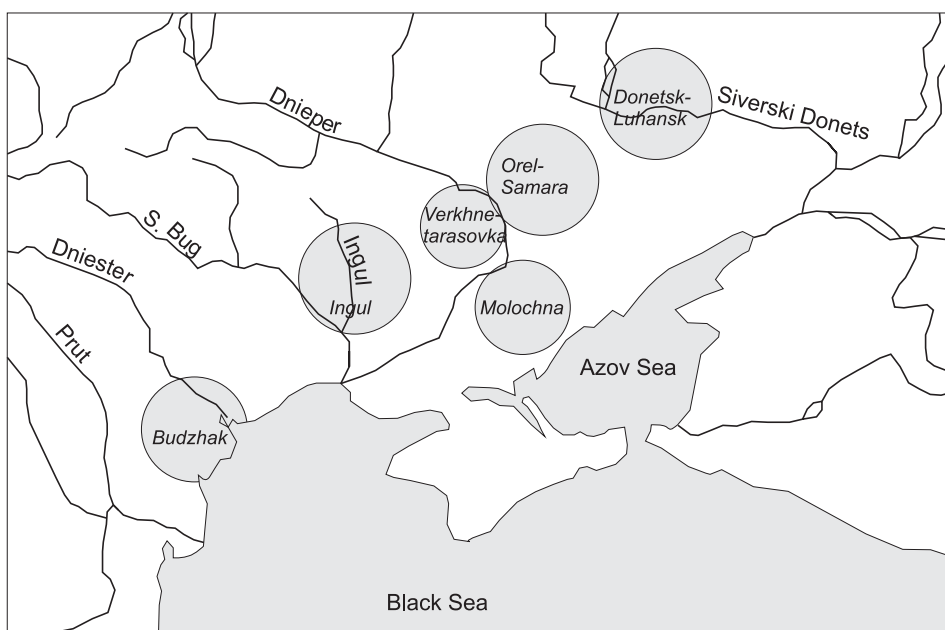 Dnieper
Donetsk-
Luhansk
Siverski Donets
Orel-
Samara
Verkhne-
tarasovka
S. Bug
Dniester
Ingul
Ingul
Molochna
Prut
Azov Sea
Budzhak
Black Sea